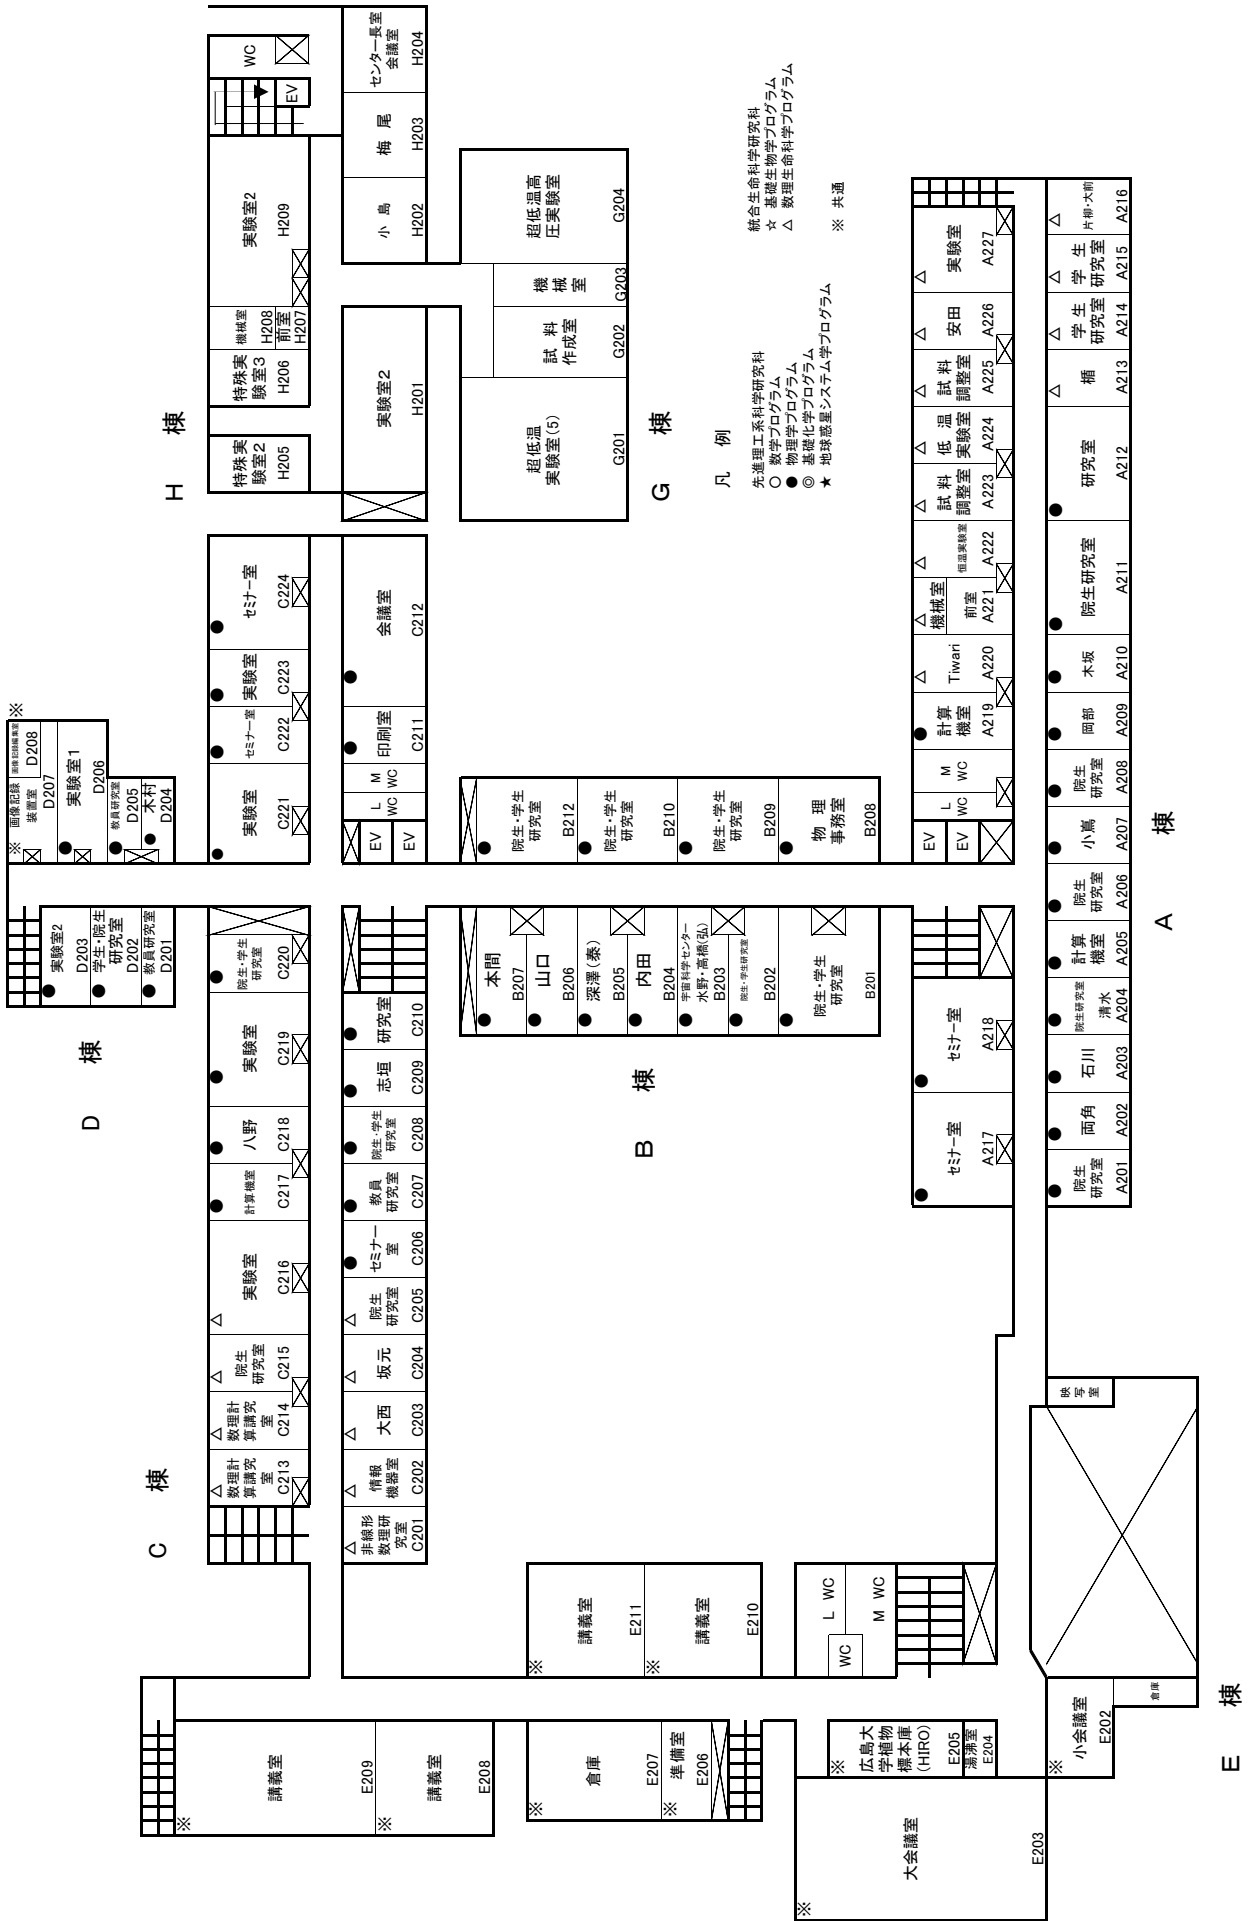 H 棟
WC
EV
センター長室
会議室
H204
梅 尾
H203
小 島
H202
実験室2
H209
機械室
H208
前室
H207
特殊実
験室3
H206
特殊実
験室2
H205
実験室2
H201
G 棟
超低温高
圧実験室
G204
機 械
室
G203
試 料
作成室
G202
超低温
実験室(5)
G201
凡 例
先進理工系科学研究科
○ 数学プログラム
● 物理学プログラム
◎ 基礎化学プログラム
★ 地球惑星システム学プログラム
統合生命科学研究科
☆ 基礎生物学プログラム
△ 数理生命科学プログラム
※ 共通
D 棟
※
画像記録編集室
D208
※
画像記録
装置室
D207
● 実験室1
D206
● 教員研究室
D205
● 木村
D204
● 実験室2
D203
● 学生・院生
研究室
D202
● 教員研究室
D201
C 棟
● セミナー室
C224
● 実験室
C223
● セミナー室
C222
● 実験室
C221
● 院生・学生
研究室
C220
● 実験室
C219
● 八野
C218
● 計算機室
C217
△ 実験室
C216
△ 院生
研究室
C215
△ 数理計
算講究
室
C214
△ 数理計
算講究
室
C213
● 会議室
C212
● 印刷室
C211
M
WC
L
WC
EV
EV
● 研究室
C210
● 志垣
C209
● 院生・学生
研究室
C208
● 教員
研究室
C207
● セミナー
室
C206
△ 院生
研究室
C205
△ 坂元
C204
△ 大西
C203
△ 情報
機器室
C202
△ 非線形
数理研
究室
C201
B 棟
● 院生・学生
研究室
B212
● 院生・学生
研究室
B210
● 院生・学生
研究室
B209
● 物 理
事務室
B208
● 本間
B207
● 山口
B206
● 深澤(泰)
B205
● 内田
B204
● 宇宙科学センター
水野・高橋(弘)
B203
● 院生・学生研究室
B202
● 院生・学生
研究室
B201
A 棟
△ 実験室
A227
△ 安田
A226
△ 試 料
調整室
A225
△ 低 温
実験室
A224
△ 試 料
調整室
A223
△ 恒温実験室
A222
△ 機械室
前室
A221
△ Tiwari
A220
● 計算
機室
A219
M
WC
L
WC
EV
EV
● セミナー室
A218
● セミナー室
A217
△ 片柳・大前
A216
△ 学 生
研究室
A215
△ 学 生
研究室
A214
△ 楯
A213
● 研究室
A212
● 院生研究室
A211
● 木坂
A210
● 岡部
A209
● 院生
研究室
A208
● 小嶌
A207
● 院生
研究室
A206
● 計算
機室
A205
● 院生研究室
清水
A204
● 石川
A203
● 両角
A202
● 院生
研究室
A201
E 棟
※ 講義室
E211
※ 講義室
E210
L WC
M WC
WC
※ 講義室
E209
※ 講義室
E208
※ 倉庫
E207
※ 準備室
E206
※ 広島大
学植物
標本庫
(HIRO)
E205
湯沸室
E204
※ 大会議室
E203
※ 小会議室
E202
倉庫
映
写
室